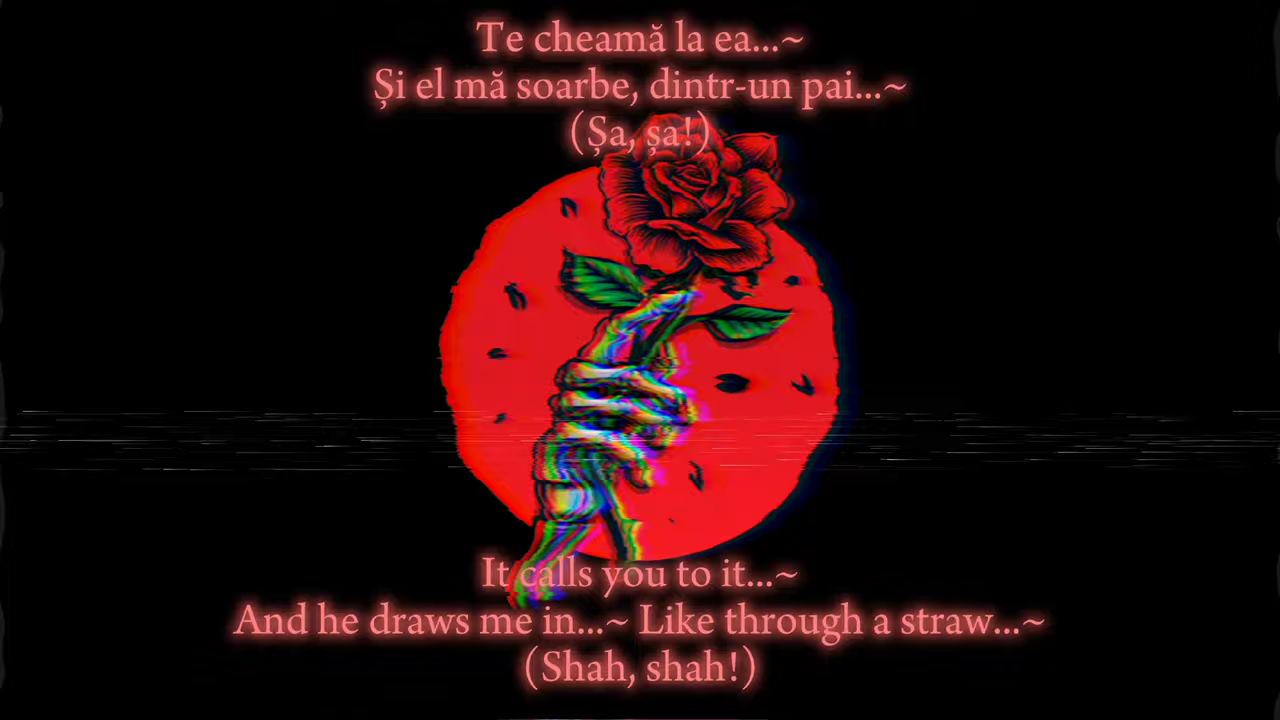 Te cheamă la ea...~
Și el mă soarbe, dintr-un pai...~
(Șa, șa!)
It calls you to it...~
And he draws me in...~ Like through a straw...~
(Shah, shah!)